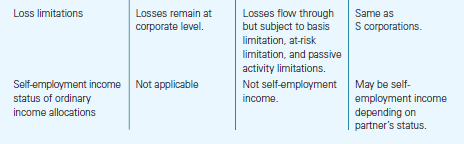 Loss limitations
Losses remain at
corporate level.
Losses flow through
but subject to basis
limitation, at-risk
limitation, and passive
activity limitations.
Same as
S corporations.
Self-employment income
status of ordinary
income allocations
Not applicable
Not self-employment
income.
May be self-
employment income
depending on
partner's status.